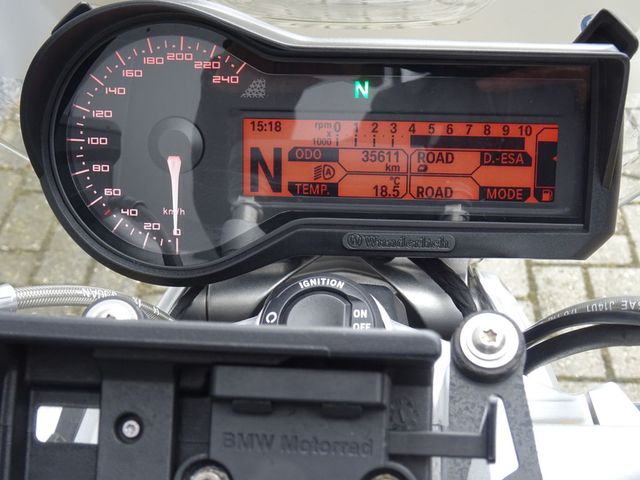 240
220
200
180
160
140
120
100
80
60
40
20
0
km/h
N
15:18 rpm x 1000 0 1 2 3 4 5 6 7 8 9 10
N ODO 35611 km ROAD D.-ESA
A
TEMP. °C 18.5 ROAD MODE
W Wunderlich
IGNITION
ON
OFF
SAE J1401
BMW Motorrad